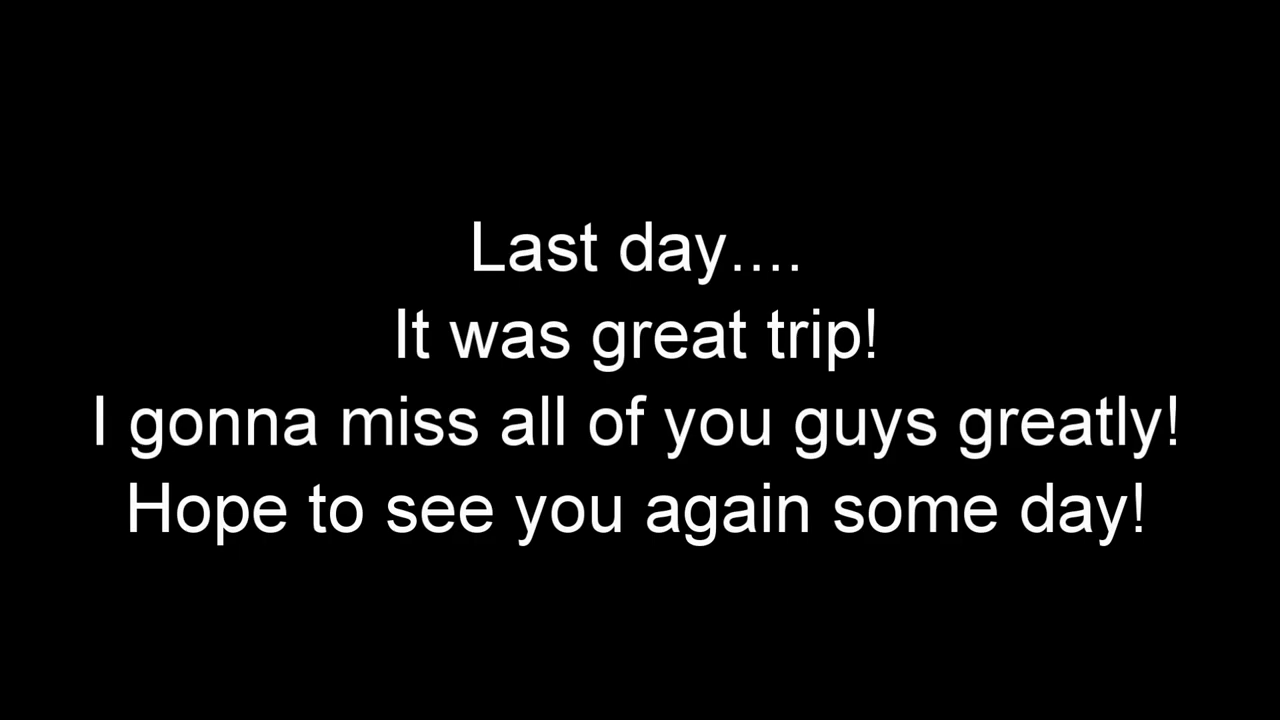 Last day....
It was great trip!
I gonna miss all of you guys greatly!
Hope to see you again some day!